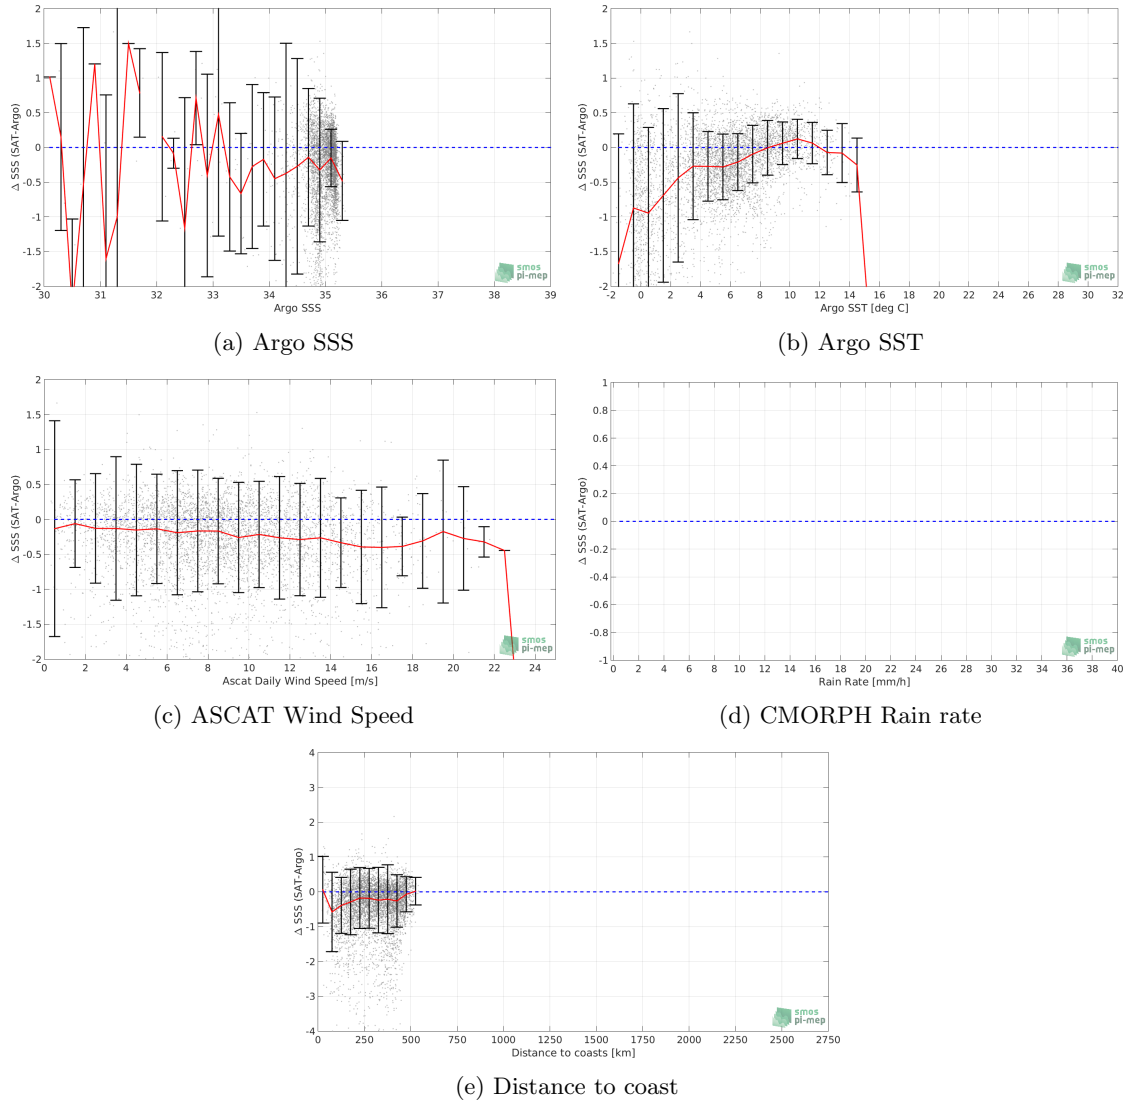 2
1.5
1
0.5
0
-0.5
-1
-1.5
-2
Δ SSS (SAT-Argo)
30 31 32 33 34 35 36 37 38 39
Argo SSS
smos
pi-mep
(a) Argo SSS
2
1.5
1
0.5
0
-0.5
-1
-1.5
-2
Δ SSS (SAT-Argo)
-2 0 2 4 6 8 10 12 14 16 18 20 22 24 26 28 30 32
Argo SST [deg C]
smos
pi-mep
(b) Argo SST
2
1.5
1
0.5
0
-0.5
-1
-1.5
-2
Δ SSS (SAT-Argo)
0 2 4 6 8 10 12 14 16 18 20 22 24
Ascat Daily Wind Speed [m/s]
smos
pi-mep
(c) ASCAT Wind Speed
1
0.8
0.6
0.4
0.2
0
-0.2
-0.4
-0.6
-0.8
-1
Δ SSS (SAT-Argo)
0 2 4 6 8 10 12 14 16 18 20 22 24 26 28 30 32 34 36 38 40
Rain Rate [mm/h]
smos
pi-mep
(d) CMORPH Rain rate
4
3
2
1
0
-1
-2
-3
-4
Δ SSS (SAT-Argo)
0 250 500 750 1000 1250 1500 1750 2000 2250 2500 2750
Distance to coasts [km]
smos
pi-mep
(e) Distance to coast